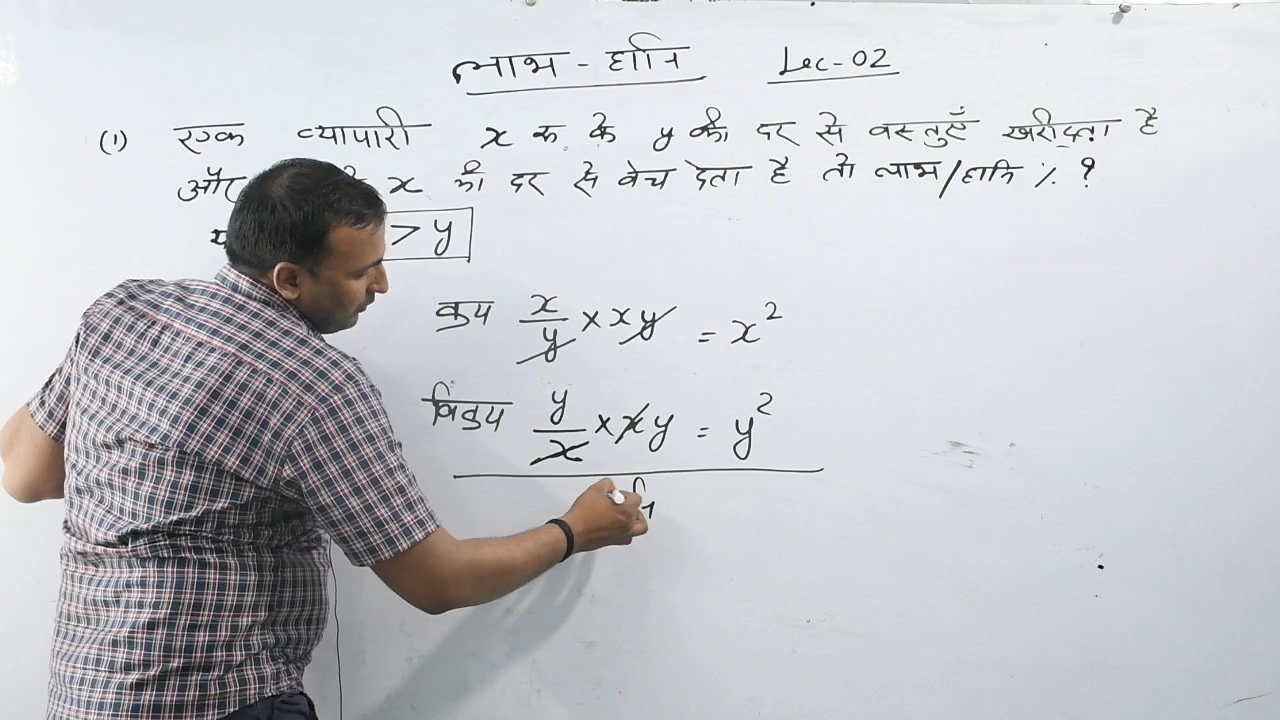 लाभ - हानि Lec-02
(1) एक व्यापारी x रु के y की दर से वस्तुएँ खरीदता है
और x की दर से बेच देता है तो लाभ/हानि % ?
> y
क्रय x/y × xy = x²
विक्रय y/x × xy = y²